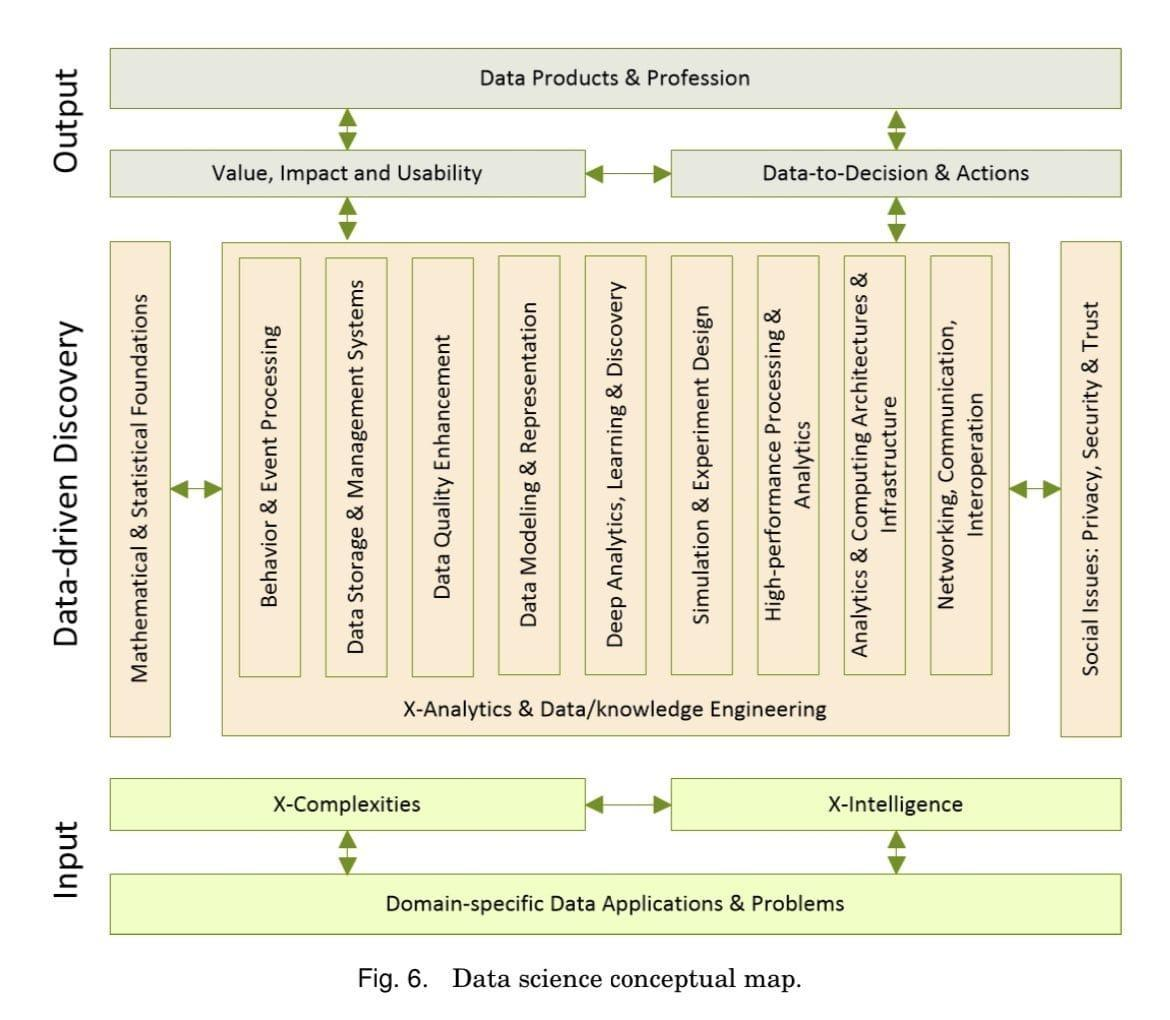 Output
Data Products & Profession
Value, Impact and Usability
Data-to-Decision & Actions
Data-driven Discovery
Mathematical & Statistical Foundations
Behavior & Event Processing
Data Storage & Management Systems
Data Quality Enhancement
Data Modeling & Representation
Deep Analytics, Learning & Discovery
Simulation & Experiment Design
High-performance Processing &
Analytics
Analytics & Computing Architectures &
Infrastructure
Networking, Communication,
Interoperation
X-Analytics & Data/knowledge Engineering
Social Issues: Privacy, Security & Trust
Input
X-Complexities
X-Intelligence
Domain-specific Data Applications & Problems
Fig. 6. Data science conceptual map.